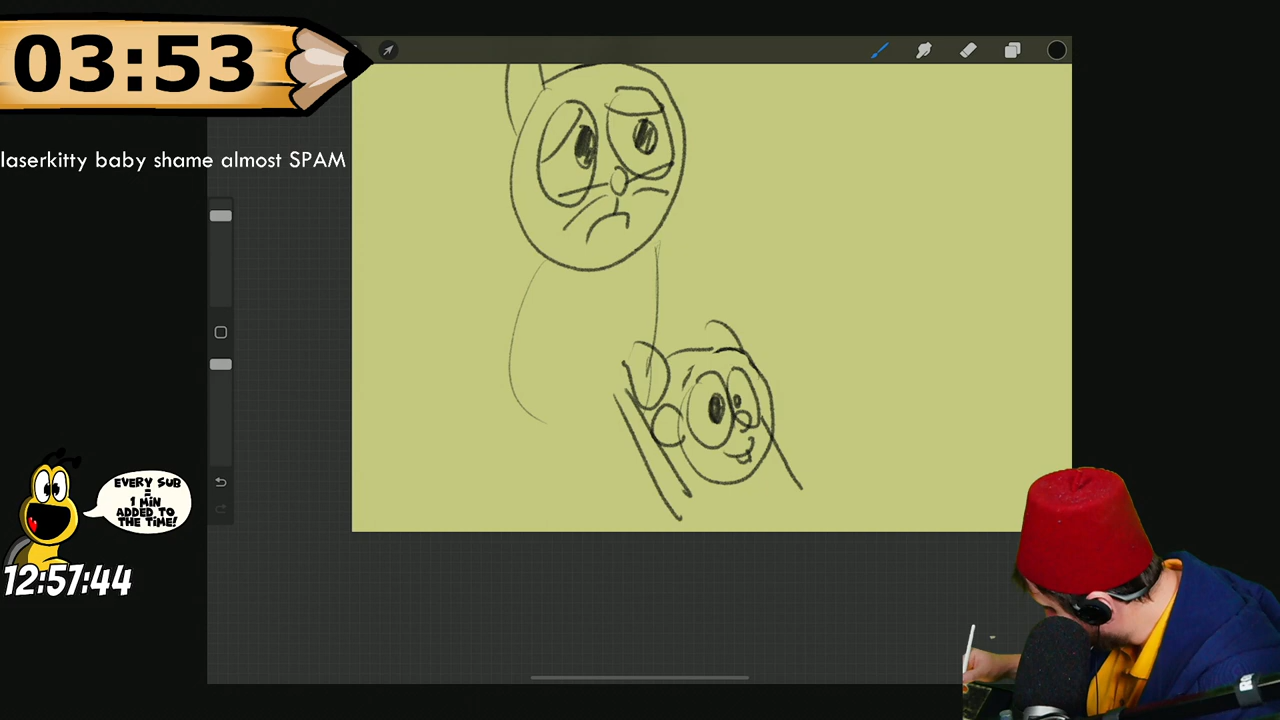 03:53
laserkitty baby shame almost SPAM
EVERY SUB
=
1 MIN
ADDED TO
THE TIME!
12:57:44